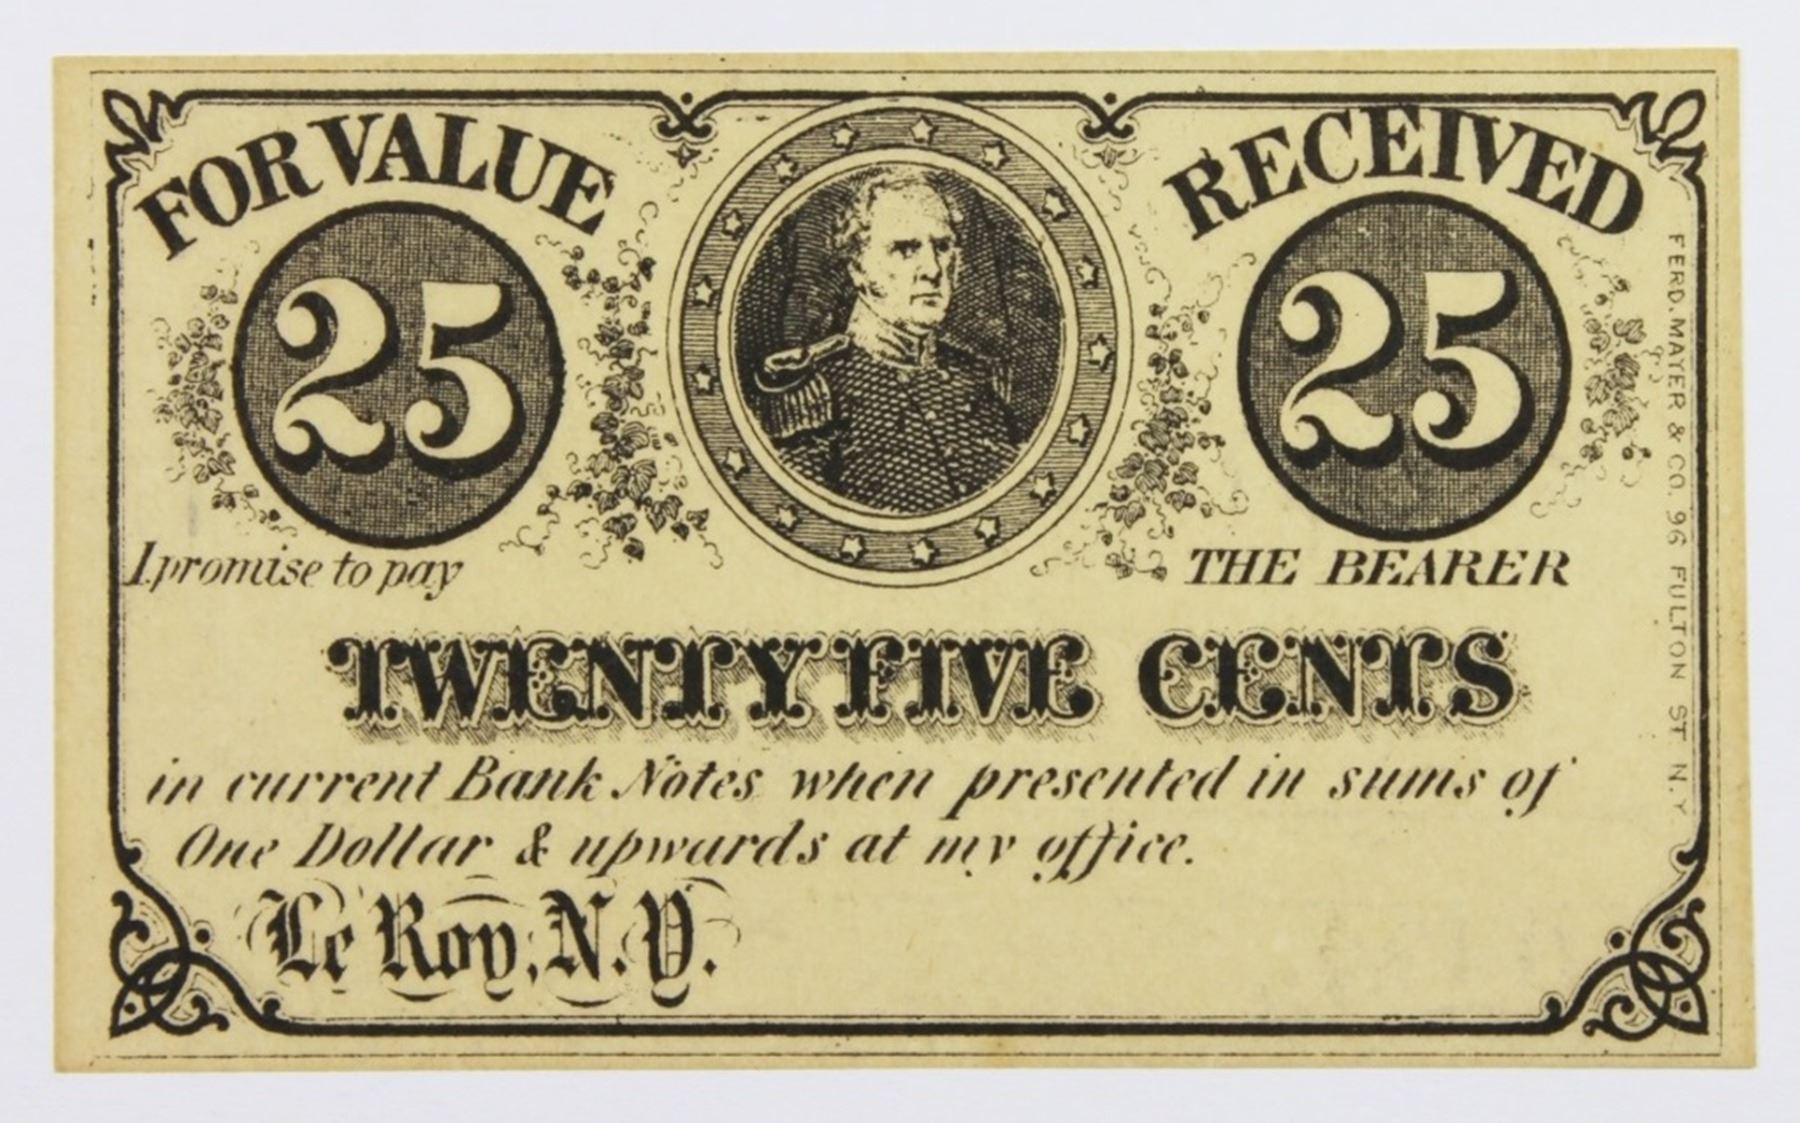 FOR VALUE RECEIVED
25 25
I promise to pay THE BEARER
TWENTY FIVE CENTS
in current Bank Notes when presented in sums of
One Dollar & upwards at my office.
Le Roy, N.Y.
FERD. MAYER & CO. 96 FULTON ST. N.Y.